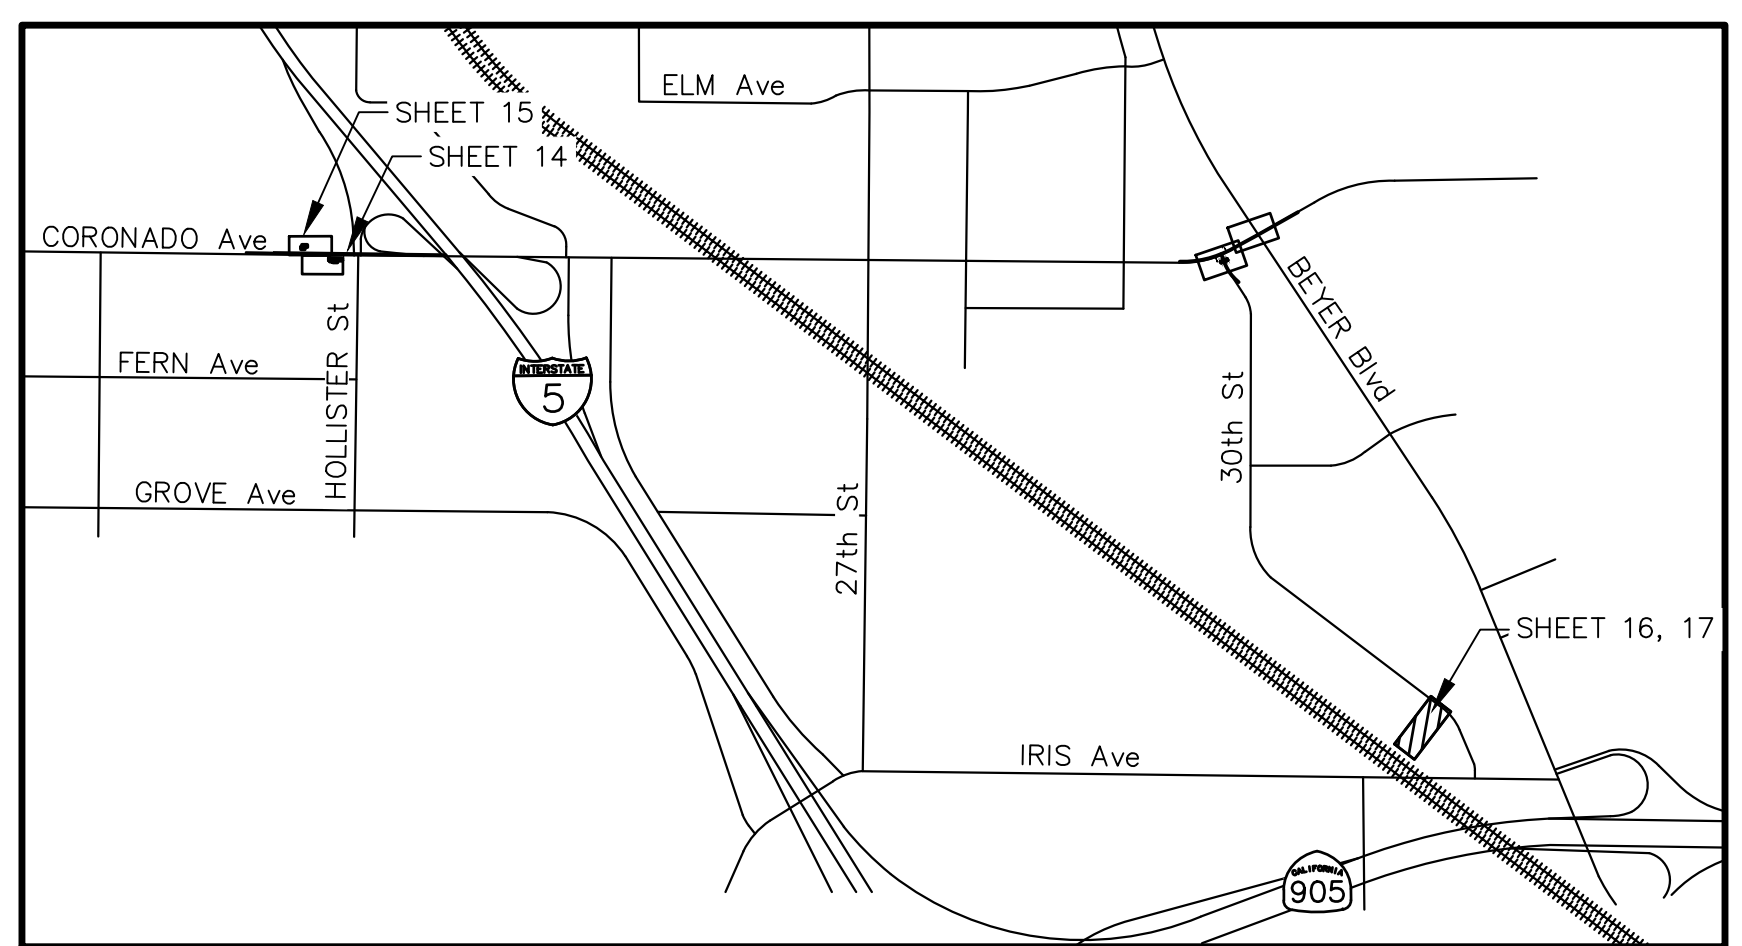 ELM Ave
SHEET 15
SHEET 14
CORONADO Ave
BEYER Blvd
HOLLISTER St
FERN Ave
INTERSTATE
5
30th St
GROVE Ave
27th St
SHEET 16, 17
IRIS Ave
CALIFORNIA
905